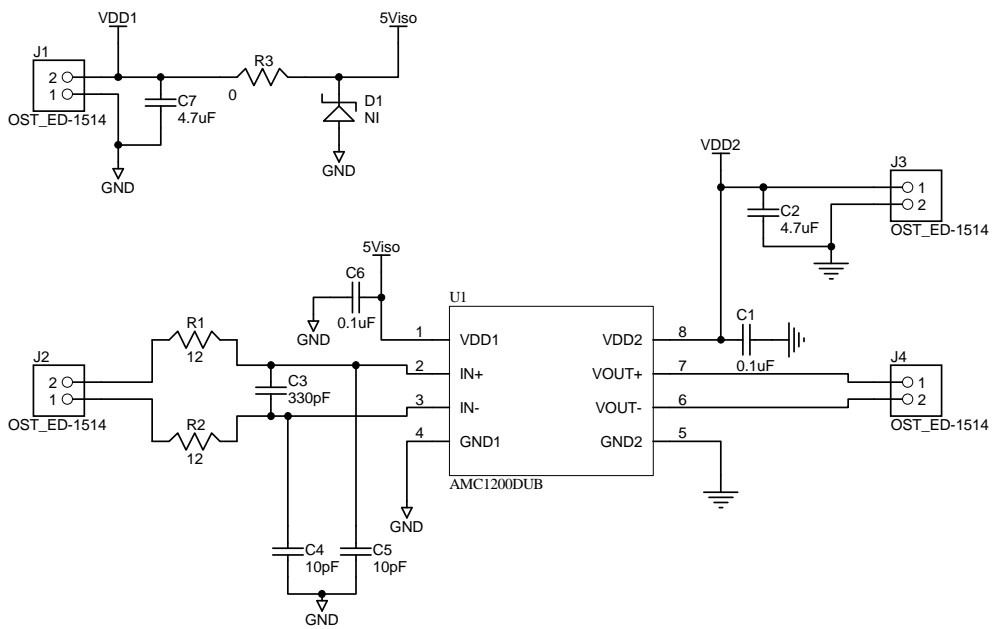 VDD1
5Viso
J1
2
1
OST_ED-1514
C7
4.7uF
R3
0
D1
NI
GND
GND
VDD2
J3
1
2
OST_ED-1514
C2
4.7uF
5Viso
C6
0.1uF
GND
U1
1
VDD1
2
IN+
3
IN-
4
GND1
VDD2
8
VOUT+
7
VOUT-
6
GND2
5
AMC1200DUB
C1
0.1uF
J4
1
2
OST_ED-1514
J2
2
1
OST_ED-1514
R1
12
R2
12
C3
330pF
GND
C4
10pF
C5
10pF
GND